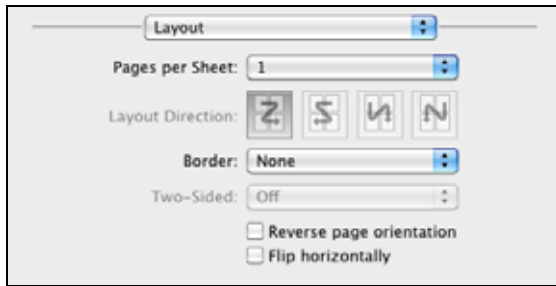 Layout
Pages per Sheet: 1
Layout Direction:
Border: None
Two-Sided: Off
Reverse page orientation
Flip horizontally